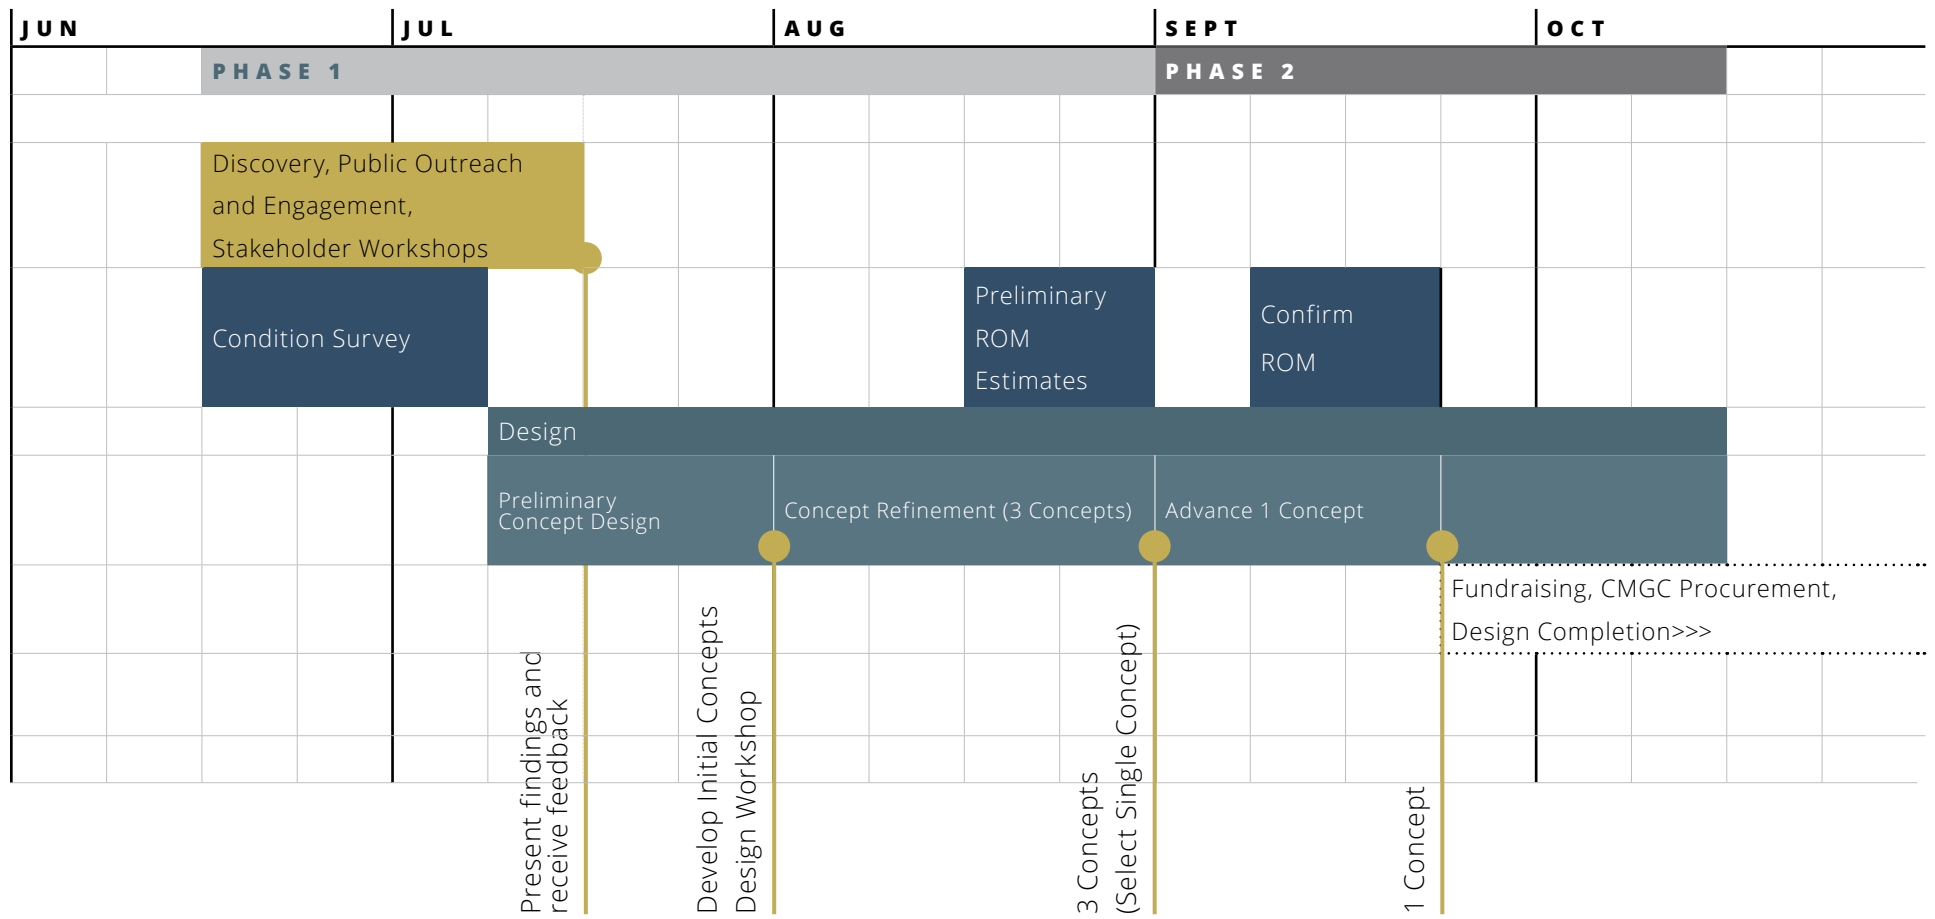 JUN
JUL
AUG
SEPT
OCT
PHASE 1
PHASE 2
Discovery, Public Outreach
and Engagement,
Stakeholder Workshops
Condition Survey
Preliminary
ROM
Estimates
Confirm
ROM
Design
Preliminary
Concept Design
Concept Refinement (3 Concepts)
Advance 1 Concept
Fundraising, CMGC Procurement,
Design Completion>>>
Present findings and
receive feedback
Develop Initial Concepts
Design Workshop
3 Concepts
(Select Single Concept)
1 Concept